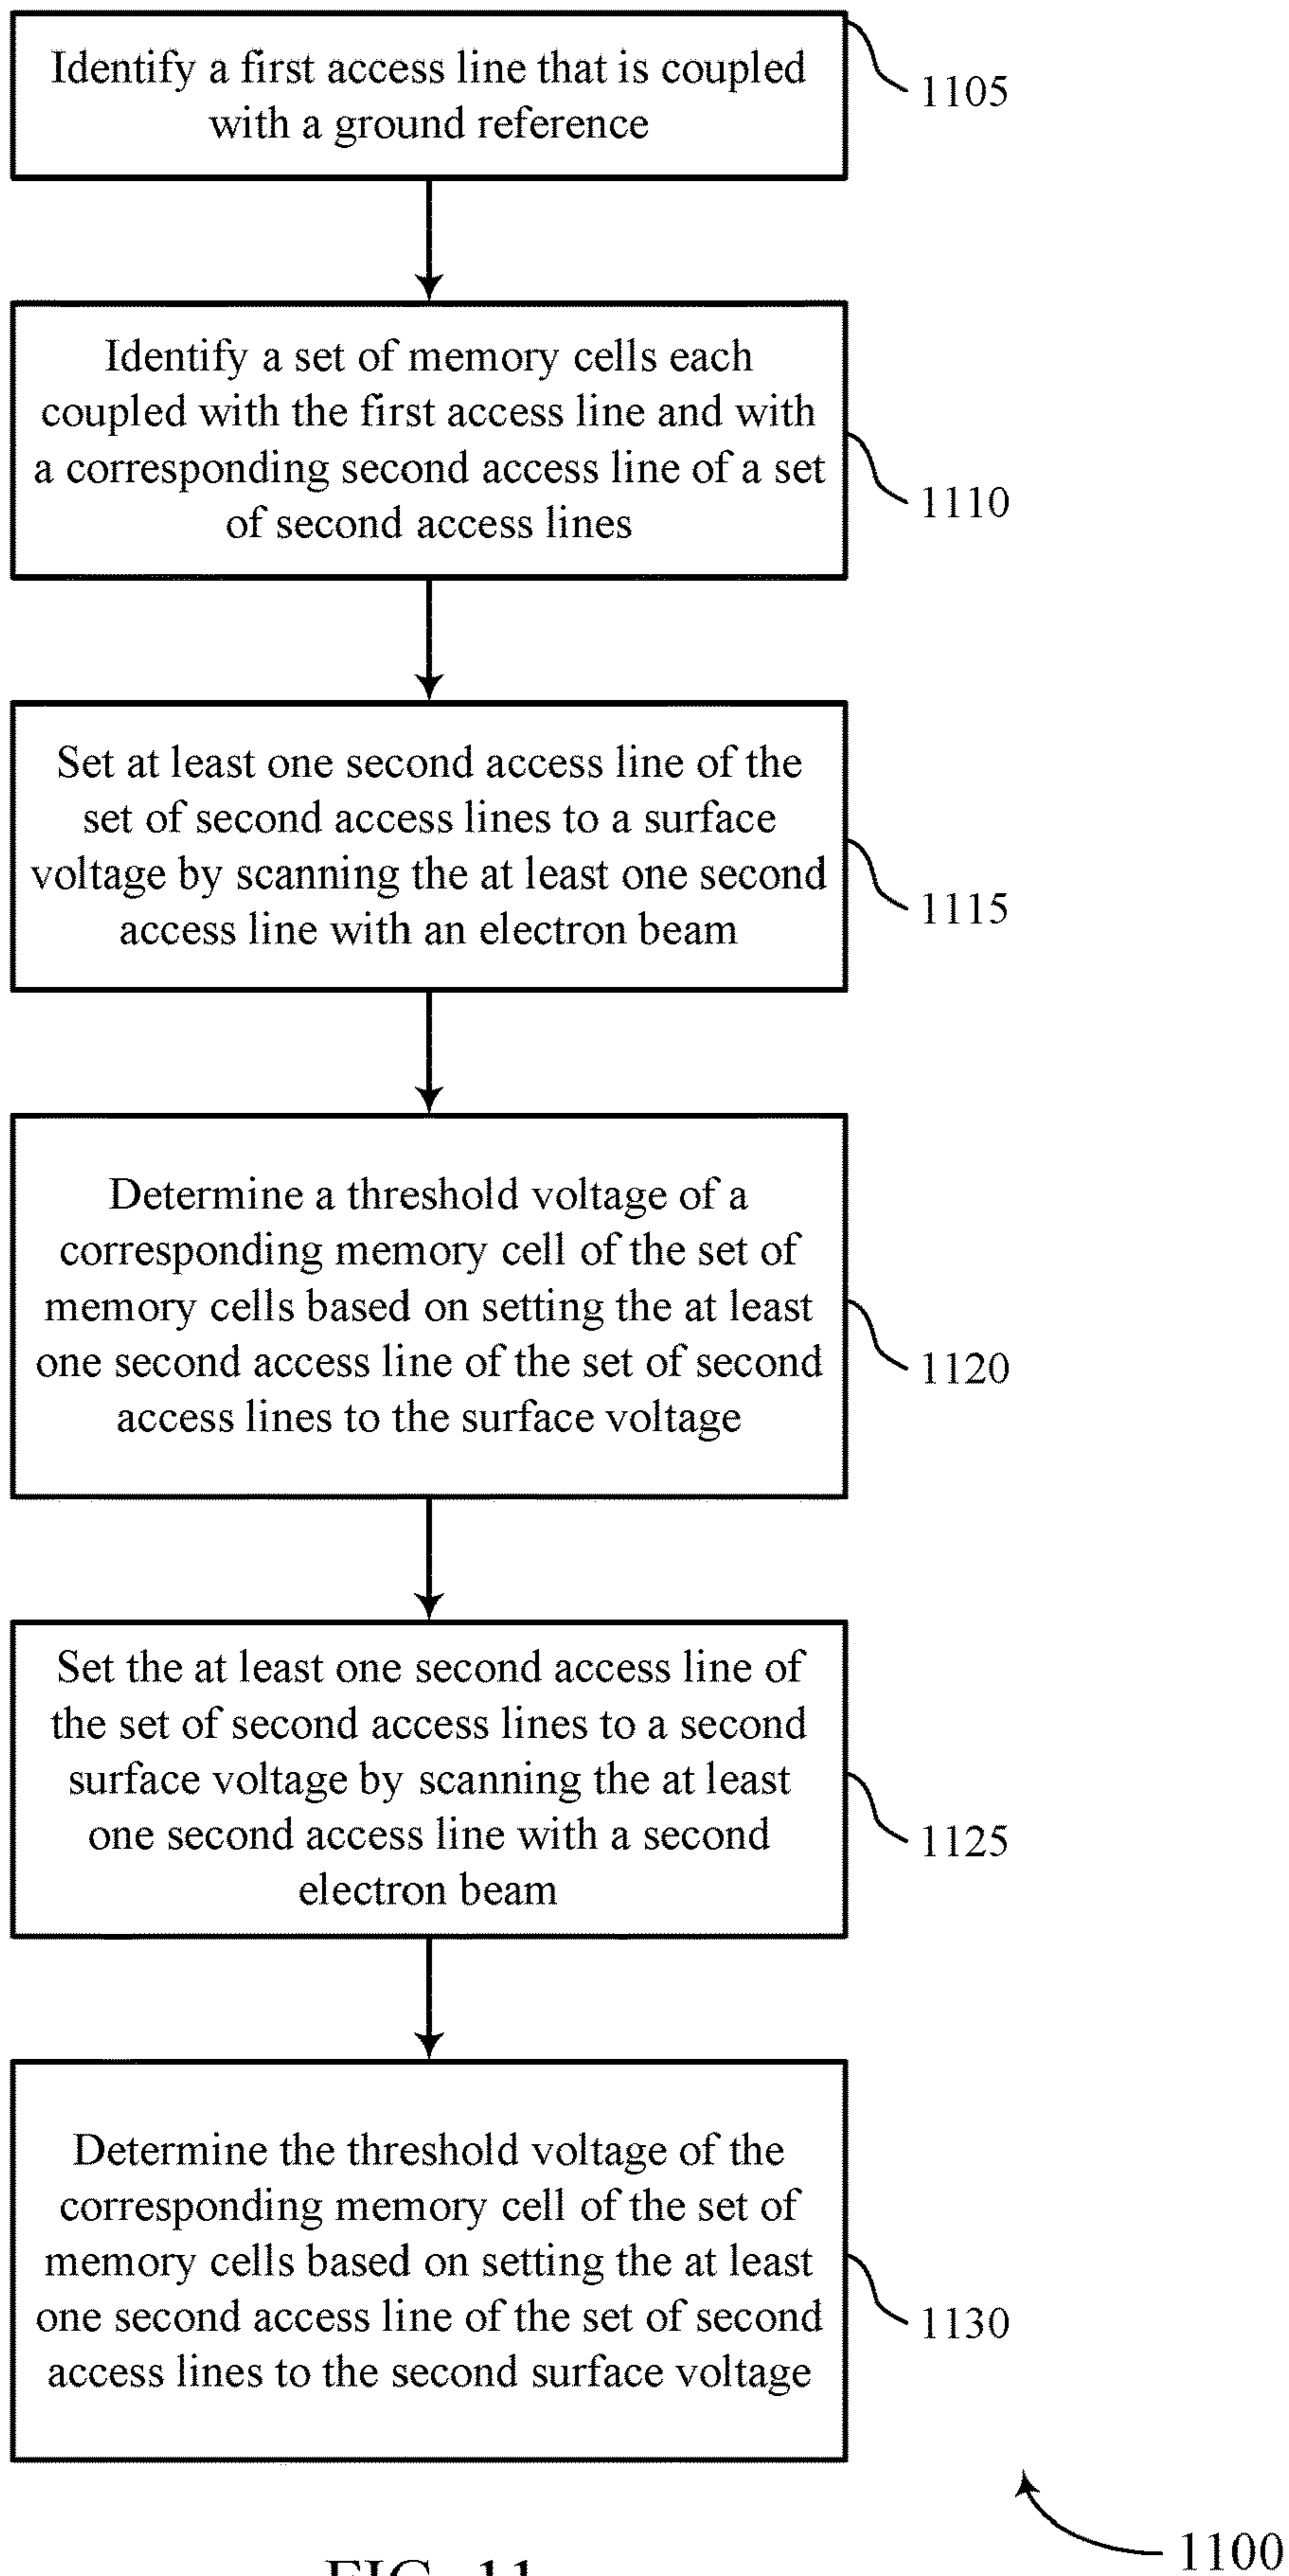 Identify a first access line that is coupled
with a ground reference
1105
Identify a set of memory cells each
coupled with the first access line and with
a corresponding second access line of a set
of second access lines
1110
Set at least one second access line of the
set of second access lines to a surface
voltage by scanning the at least one second
access line with an electron beam
1115
Determine a threshold voltage of a
corresponding memory cell of the set of
memory cells based on setting the at least
one second access line of the set of second
access lines to the surface voltage
1120
Set the at least one second access line of
the set of second access lines to a second
surface voltage by scanning the at least
one second access line with a second
electron beam
1125
Determine the threshold voltage of the
corresponding memory cell of the set of
memory cells based on setting the at least
one second access line of the set of second
access lines to the second surface voltage
1130
1100
FIG. 11